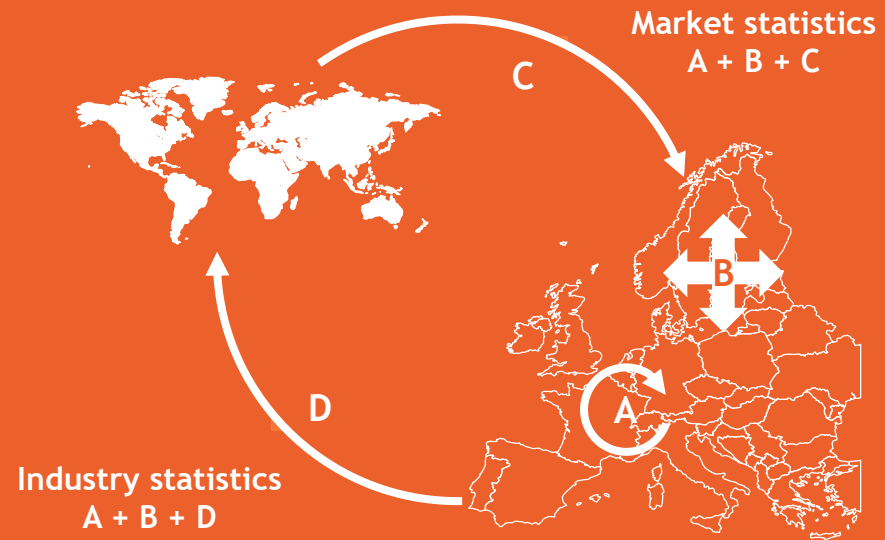 Market statistics
A + B + C
C
B
A
D
Industry statistics
A + B + D